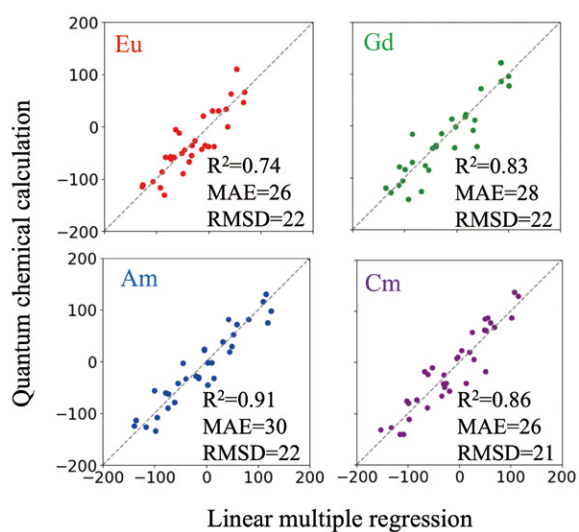 Quantum chemical calculation
200
100
0
−100
−200
Eu
R²=0.74
MAE=26
RMSD=22
Gd
R²=0.83
MAE=28
RMSD=22
200
100
0
−100
−200
Am
R²=0.91
MAE=30
RMSD=22
−200 −100 0 100 200
Cm
R²=0.86
MAE=26
RMSD=21
−200 −100 0 100 200
Linear multiple regression